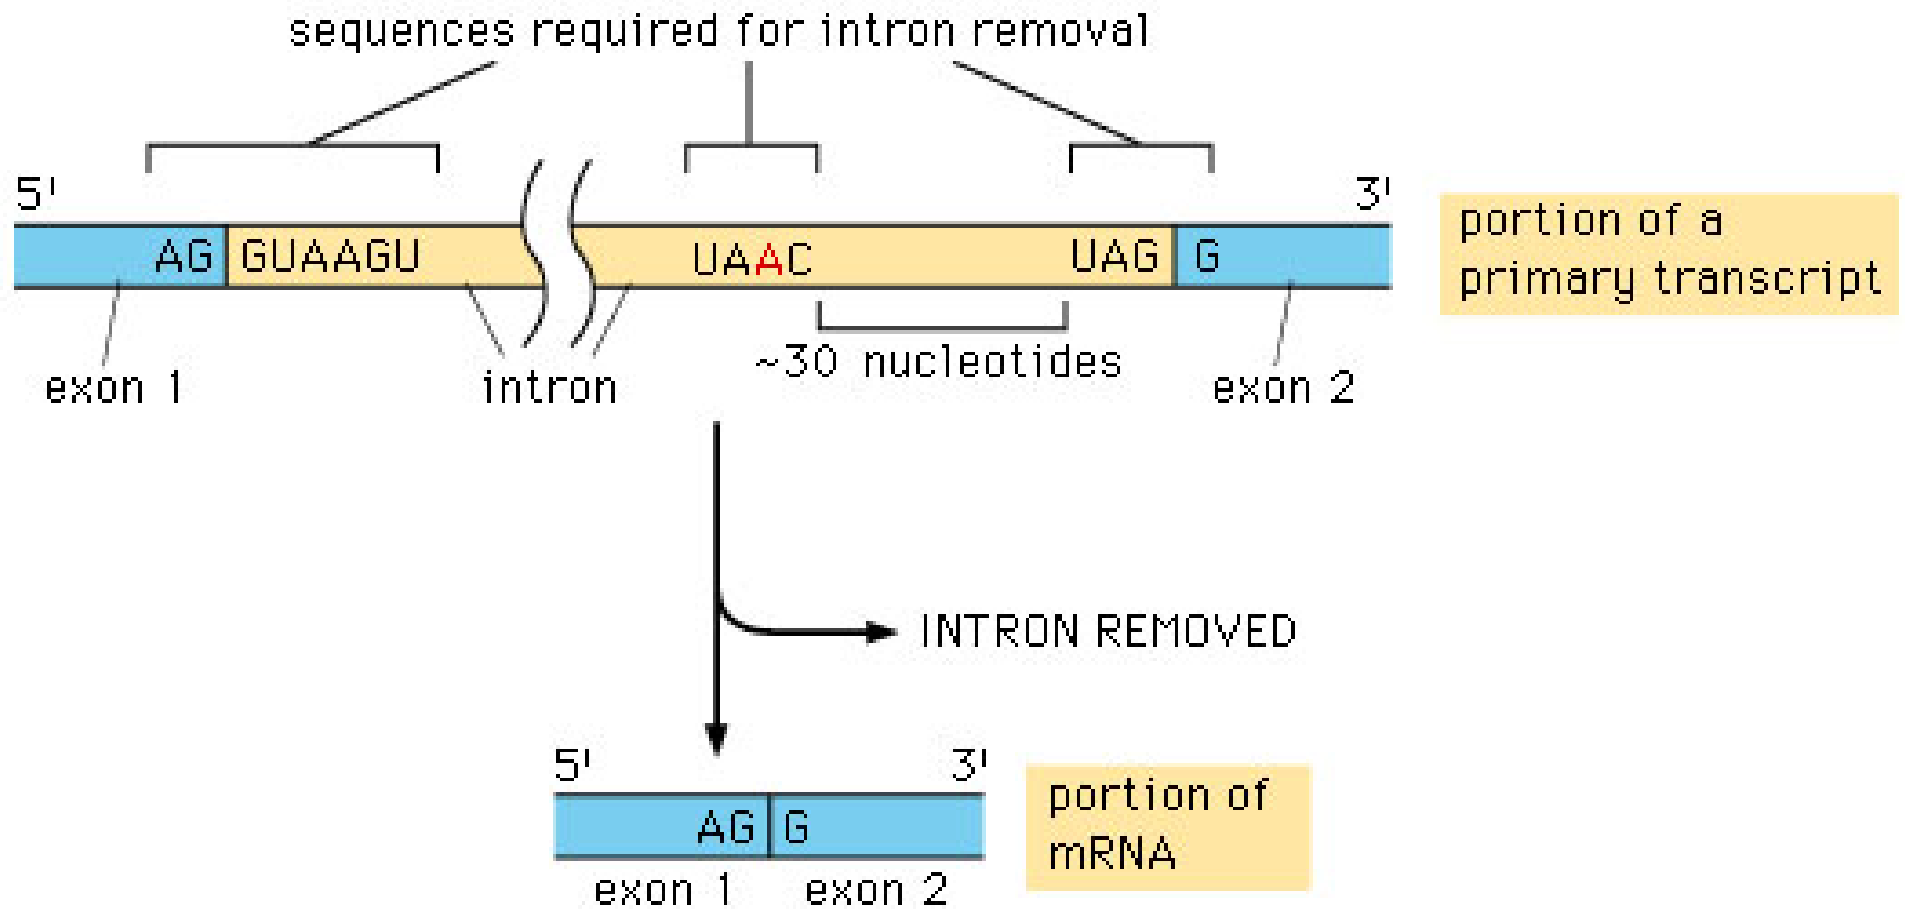 sequences required for intron removal
5' 3'
AG GUAAGU UAAC UAG G
portion of a
primary transcript
~30 nucleotides
exon 1 intron exon 2
INTRON REMOVED
5' 3'
AG G
portion of
mRNA
exon 1 exon 2